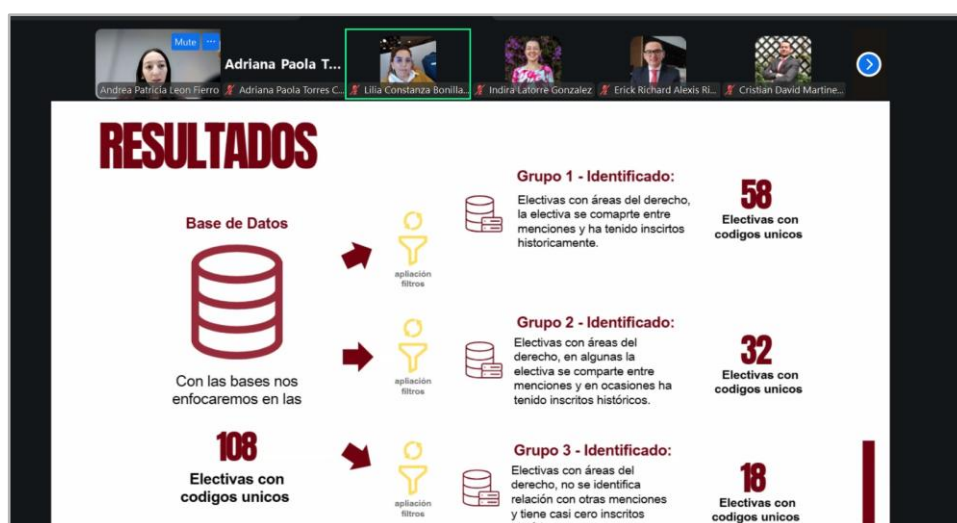 Mute ...
Adriana Paola T...
Andrea Patricia Leon Fierro
Adriana Paola Torres C...
Lilia Constanza Bonilla...
Indira Latorre Gonzalez
Erick Richard Alexis Ri...
Cristian David Martine...
RESULTADOS
Base de Datos
Con las bases nos
enfocaremos en las
108
Electivas con
codigos unicos
apliación
filtros
Grupo 1 - Identificado:
Electivas con áreas del derecho,
la electiva se comaprte entre
menciones y ha tenido inscirtos
historicamente.
58
Electivas con
codigos unicos
apliación
filtros
Grupo 2 - Identificado:
Electivas con áreas del
derecho, en algunas la
electiva se comparte entre
menciones y en ocasiones ha
tenido inscritos históricos.
32
Electivas con
codigos unicos
apliación
filtros
Grupo 3 - Identificado:
Electivas con áreas del
derecho, no se identifica
relación con otras menciones
y tiene casi cero inscritos
18
Electivas con
codigos unicos